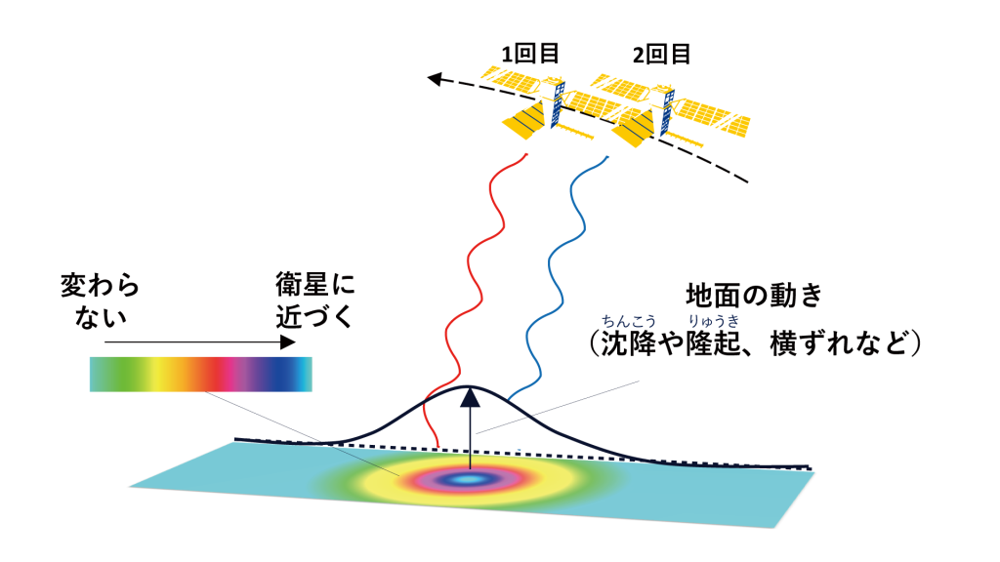 1回目
2回目
変わら
ない
衛星に
近づく
地面の動き
ちんこう りゅうき
（沈降や隆起、横ずれなど）